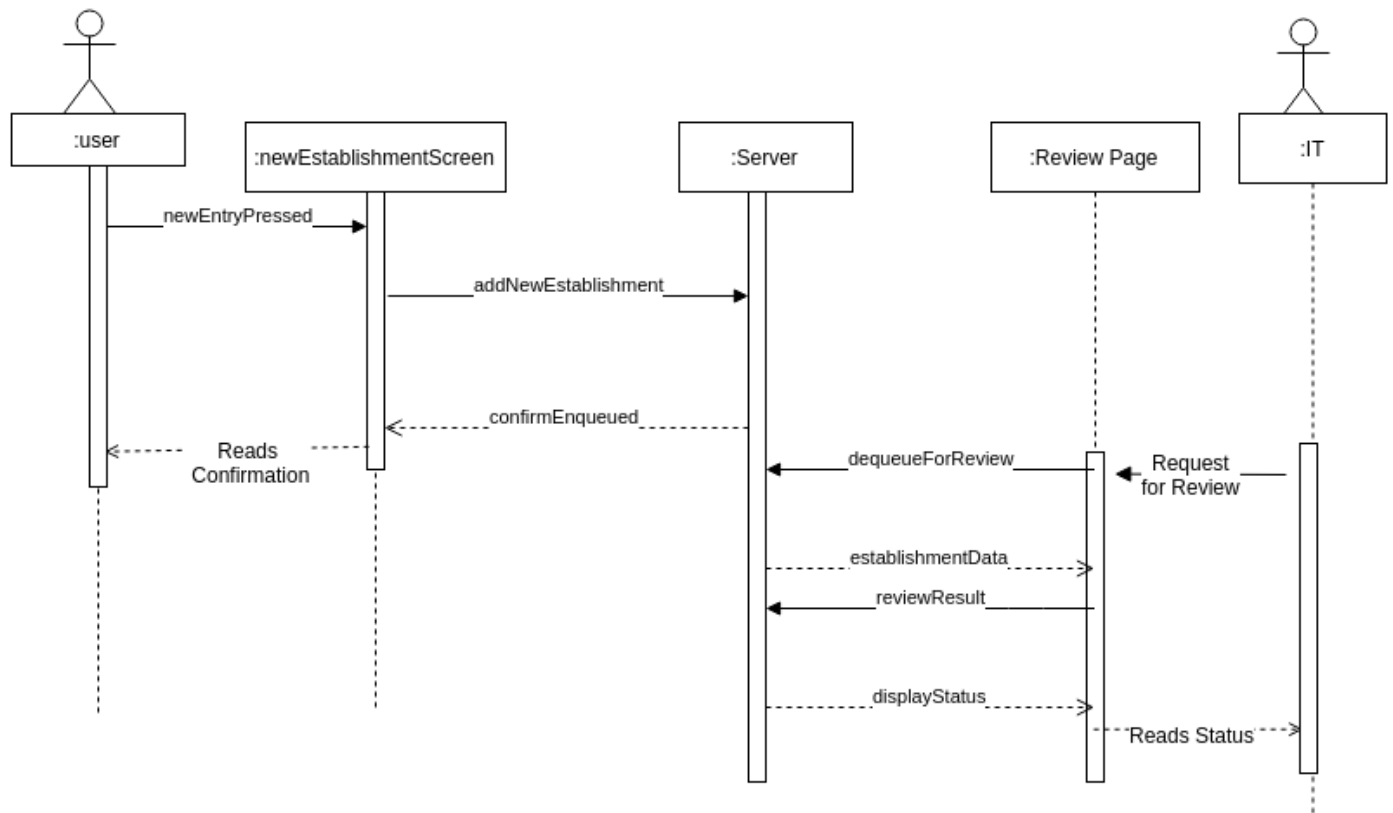 :user
:newEstablishmentScreen
:Server
:Review Page
:IT
newEntryPressed
addNewEstablishment
confirmEnqueued
Reads
Confirmation
dequeueForReview
Request
for Review
establishmentData
reviewResult
displayStatus
Reads Status